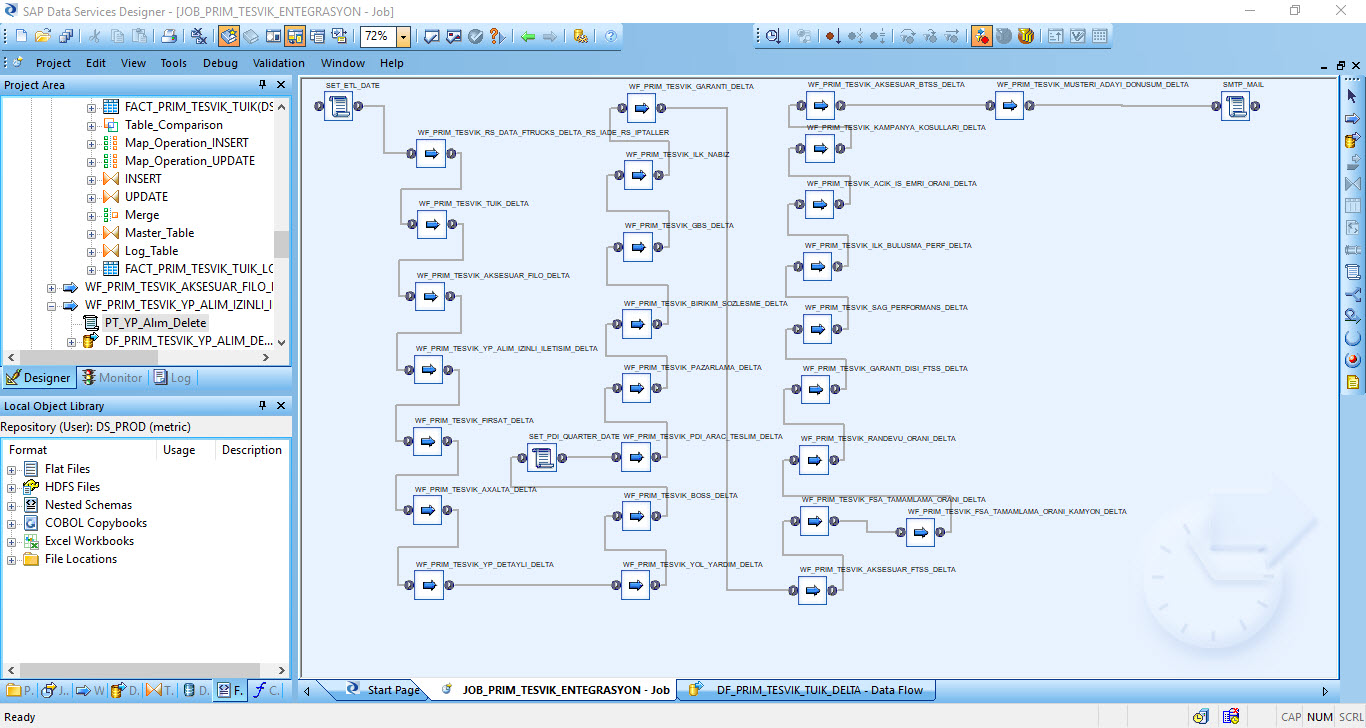 SAP Data Services Designer - [JOB_PRIM_TESVIK_ENTEGRASYON - Job]
72%
Project Edit View Tools Debug Validation Window Help
Project Area
FACT_PRIM_TESVIK_TUIK(DS
Table_Comparison
Map_Operation_INSERT
Map_Operation_UPDATE
INSERT
UPDATE
Merge
Master_Table
Log_Table
FACT_PRIM_TESVIK_TUIK_LO
WF_PRIM_TESVIK_AKSESUAR_FILO_I
WF_PRIM_TESVIK_YP_ALIM_IZINLI_I
PT_YP_Alım_Delete
DF_PRIM_TESVIK_YP_ALIM_DE...
Designer Monitor Log
Local Object Library
Repository (User): DS_PROD (metric)
Format Usage Description
Flat Files
HDFS Files
Nested Schemas
COBOL Copybooks
Excel Workbooks
File Locations
P. J.. W D. T. D. F. C.
SET_ETL_DATE
WF_PRIM_TESVIK_RS_DATA_FTRUCKS_DELTA_RS_IADE_RS_IPTALLER
WF_PRIM_TESVIK_TUIK_DELTA
WF_PRIM_TESVIK_AKSESUAR_FILO_DELTA
WF_PRIM_TESVIK_YP_ALIM_IZINLI_ILETISIM_DELTA
WF_PRIM_TESVIK_FIRSAT_DELTA
WF_PRIM_TESVIK_AXALTA_DELTA
WF_PRIM_TESVIK_YP_DETAYLI_DELTA
WF_PRIM_TESVIK_GARANTI_DELTA
WF_PRIM_TESVIK_ILK_NABIZ
WF_PRIM_TESVIK_GBS_DELTA
WF_PRIM_TESVIK_BIRIKIM_SOZLESME_DELTA
WF_PRIM_TESVIK_PAZARLAMA_DELTA
SET_PDI_QUARTER_DATE
WF_PRIM_TESVIK_PDI_ARAC_TESLIM_DELTA
WF_PRIM_TESVIK_BOSS_DELTA
WF_PRIM_TESVIK_YOL_YARDIM_DELTA
WF_PRIM_TESVIK_AKSESUAR_BTSS_DELTA
WF_PRIM_TESVIK_MUSTERI_ADAYI_DONUSUM_DELTA
SMTP_MAIL
WF_PRIM_TESVIK_KAMPANYA_KOSULLARI_DELTA
WF_PRIM_TESVIK_ACIK_IS_EMRI_ORANI_DELTA
WF_PRIM_TESVIK_ILK_BULUSMA_PERF_DELTA
WF_PRIM_TESVIK_SAG_PERFORMANS_DELTA
WF_PRIM_TESVIK_GARANTI_DISI_FTSS_DELTA
WF_PRIM_TESVIK_RANDEVU_ORANI_DELTA
WF_PRIM_TESVIK_FSA_TAMAMLAMA_ORANI_DELTA
WF_PRIM_TESVIK_FSA_TAMAMLAMA_ORANI_KAMYON_DELTA
WF_PRIM_TESVIK_AKSESUAR_FTSS_DELTA
Start Page JOB_PRIM_TESVIK_ENTEGRASYON - Job DF_PRIM_TESVIK_TUIK_DELTA - Data Flow
Ready CAP NUM SCRL